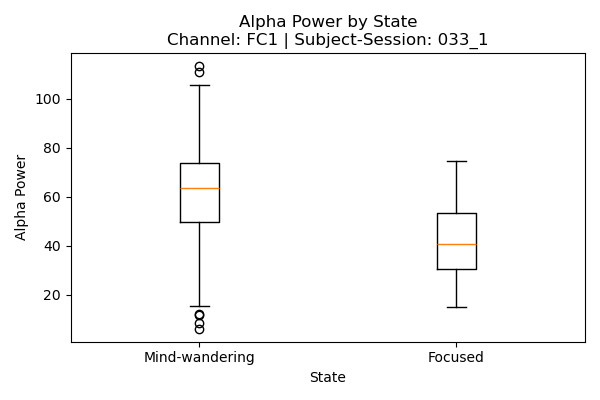 Alpha Power by State
Channel: FC1 | Subject-Session: 033_1
Alpha Power
100
80
60
40
20
Mind-wandering
Focused
State